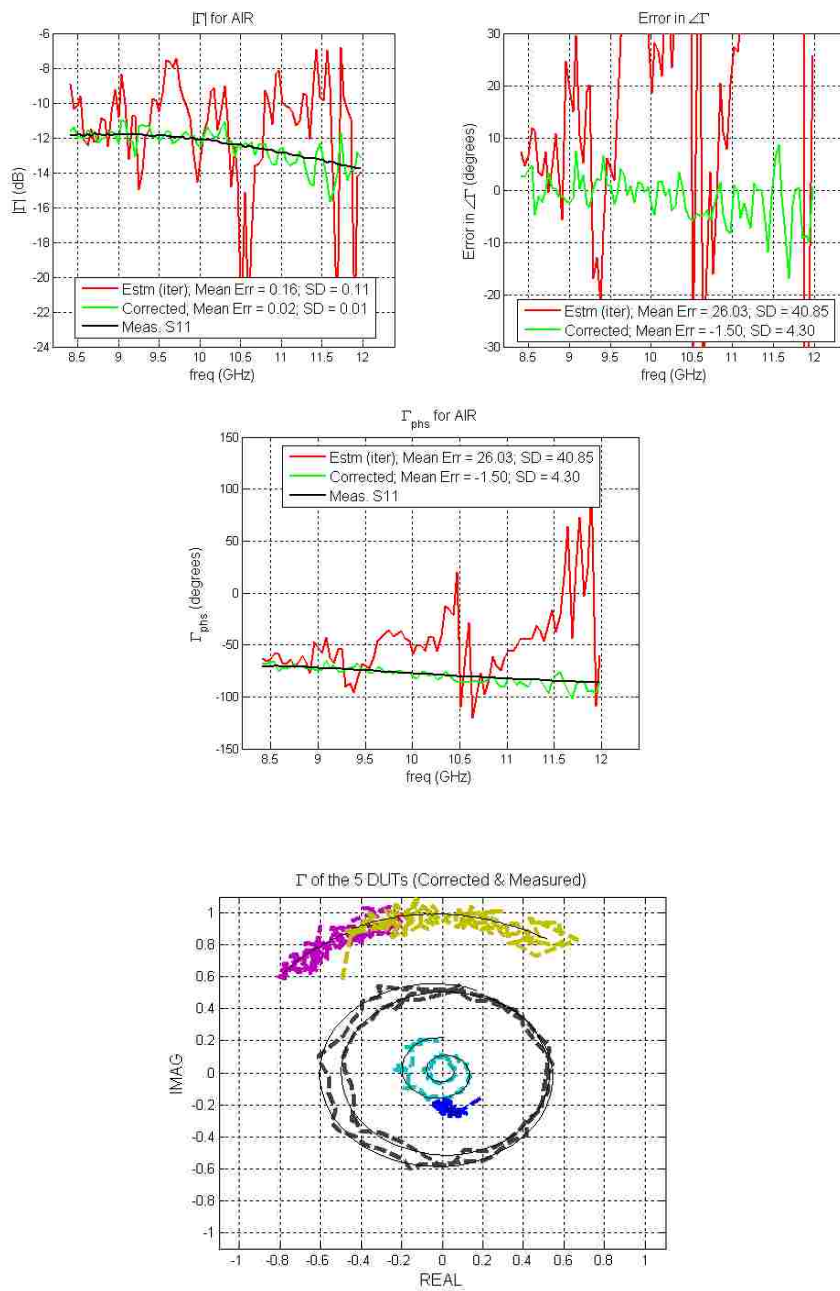 |Γ| for AIR
-6
-8
-10
-12
-14
-16
-18
-20
-22
-24
|Γ| (dB)
Estm (iter); Mean Err = 0.16; SD = 0.11
Corrected, Mean Err = 0.02; SD = 0.01
Meas. S11
8.5 9 9.5 10 10.5 11 11.5 12
freq (GHz)
Error in ∠Γ
30
20
10
0
-10
-20
-30
Error in ∠Γ (degrees)
Estm (iter); Mean Err = 26.03; SD = 40.85
Corrected; Mean Err = -1.50; SD = 4.30
8.5 9 9.5 10 10.5 11 11.5 12
freq (GHz)
Γphs for AIR
150
100
50
0
-50
-100
-150
Γphs (degrees)
Estm (iter), Mean Err = 26.03; SD = 40.85
Corrected; Mean Err = -1.50; SD = 4.30
Meas. S11
8.5 9 9.5 10 10.5 11 11.5 12
freq (GHz)
Γ of the 5 DUTs (Corrected & Measured)
1
0.8
0.6
0.4
0.2
0
-0.2
-0.4
-0.6
-0.8
-1
IMAG
-1 -0.8 -0.6 -0.4 -0.2 0 0.2 0.4 0.6 0.8 1
REAL